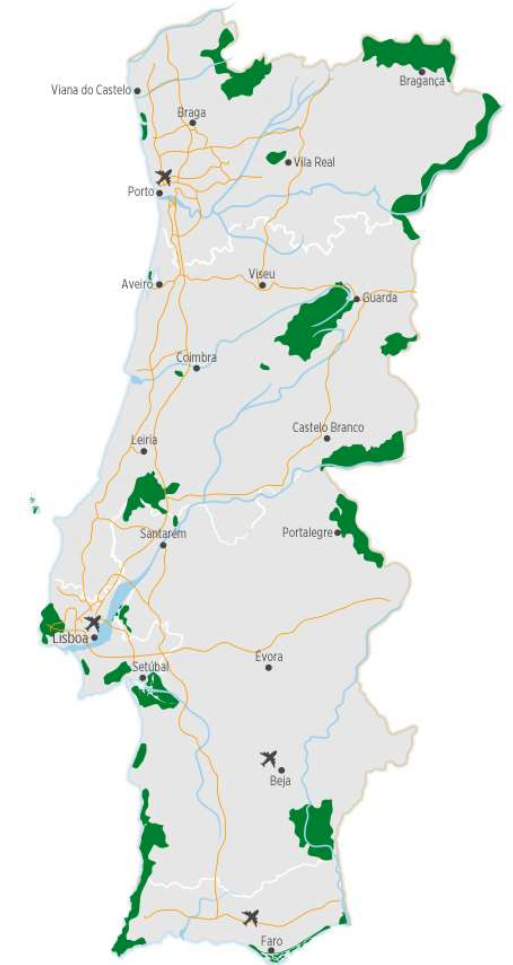 Bragança
Viana do Castelo
Braga
Vila Real
Porto
Aveiro
Viseu
Guarda
Coimbra
Castelo Branco
Leiria
Santarém
Portalegre
Lisboa
Évora
Setúbal
Beja
Faro